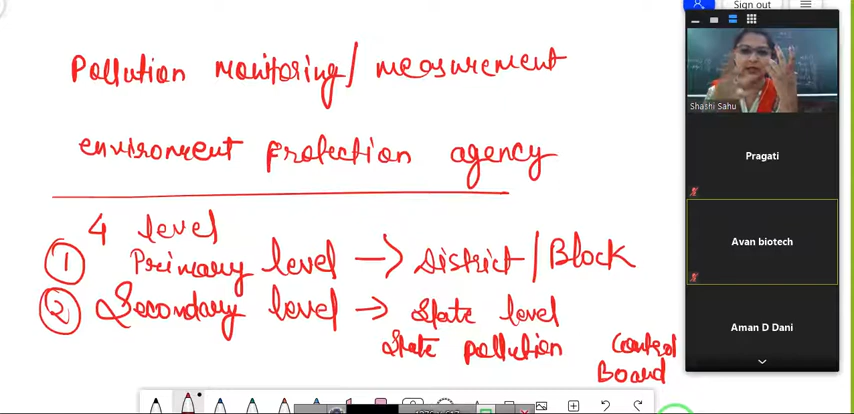 Sign out
Pollution monitoring/measurement
environment protection agency
4 level
① Primary level → District/Block
② Secondary level → State level
State pollution control
Board
Shashi Sahu
Pragati
Avan biotech
Aman D Dani